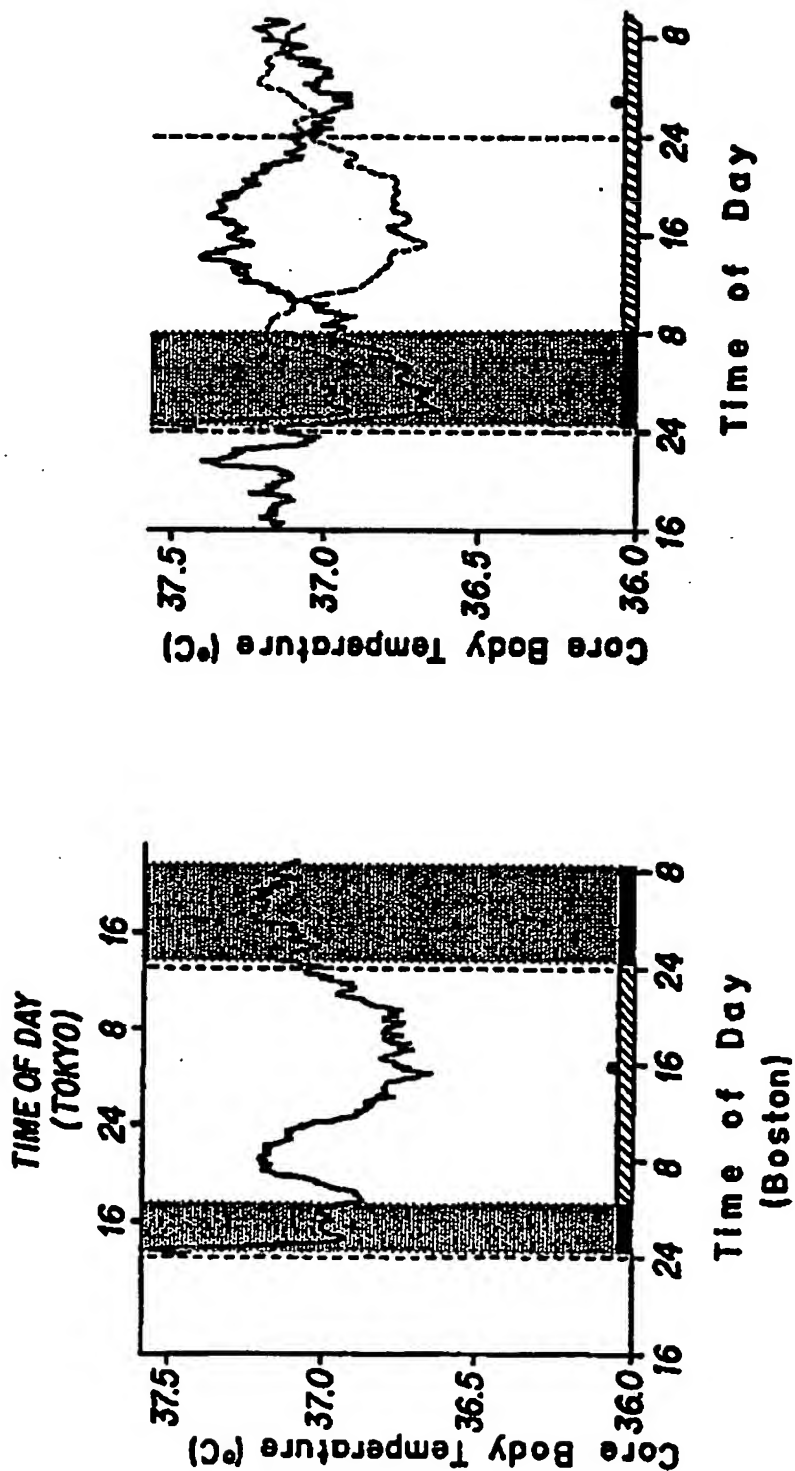 TIME OF DAY
(TOKYO)
16 24 8 16
Core Body Temperature (°C)
37.5
37.0
36.5
36.0
16 24 8 16 24 8
Time of Day
(Boston)
Core Body Temperature (°C)
37.5
37.0
36.5
36.0
16 24 8 16 24 8
Time of Day